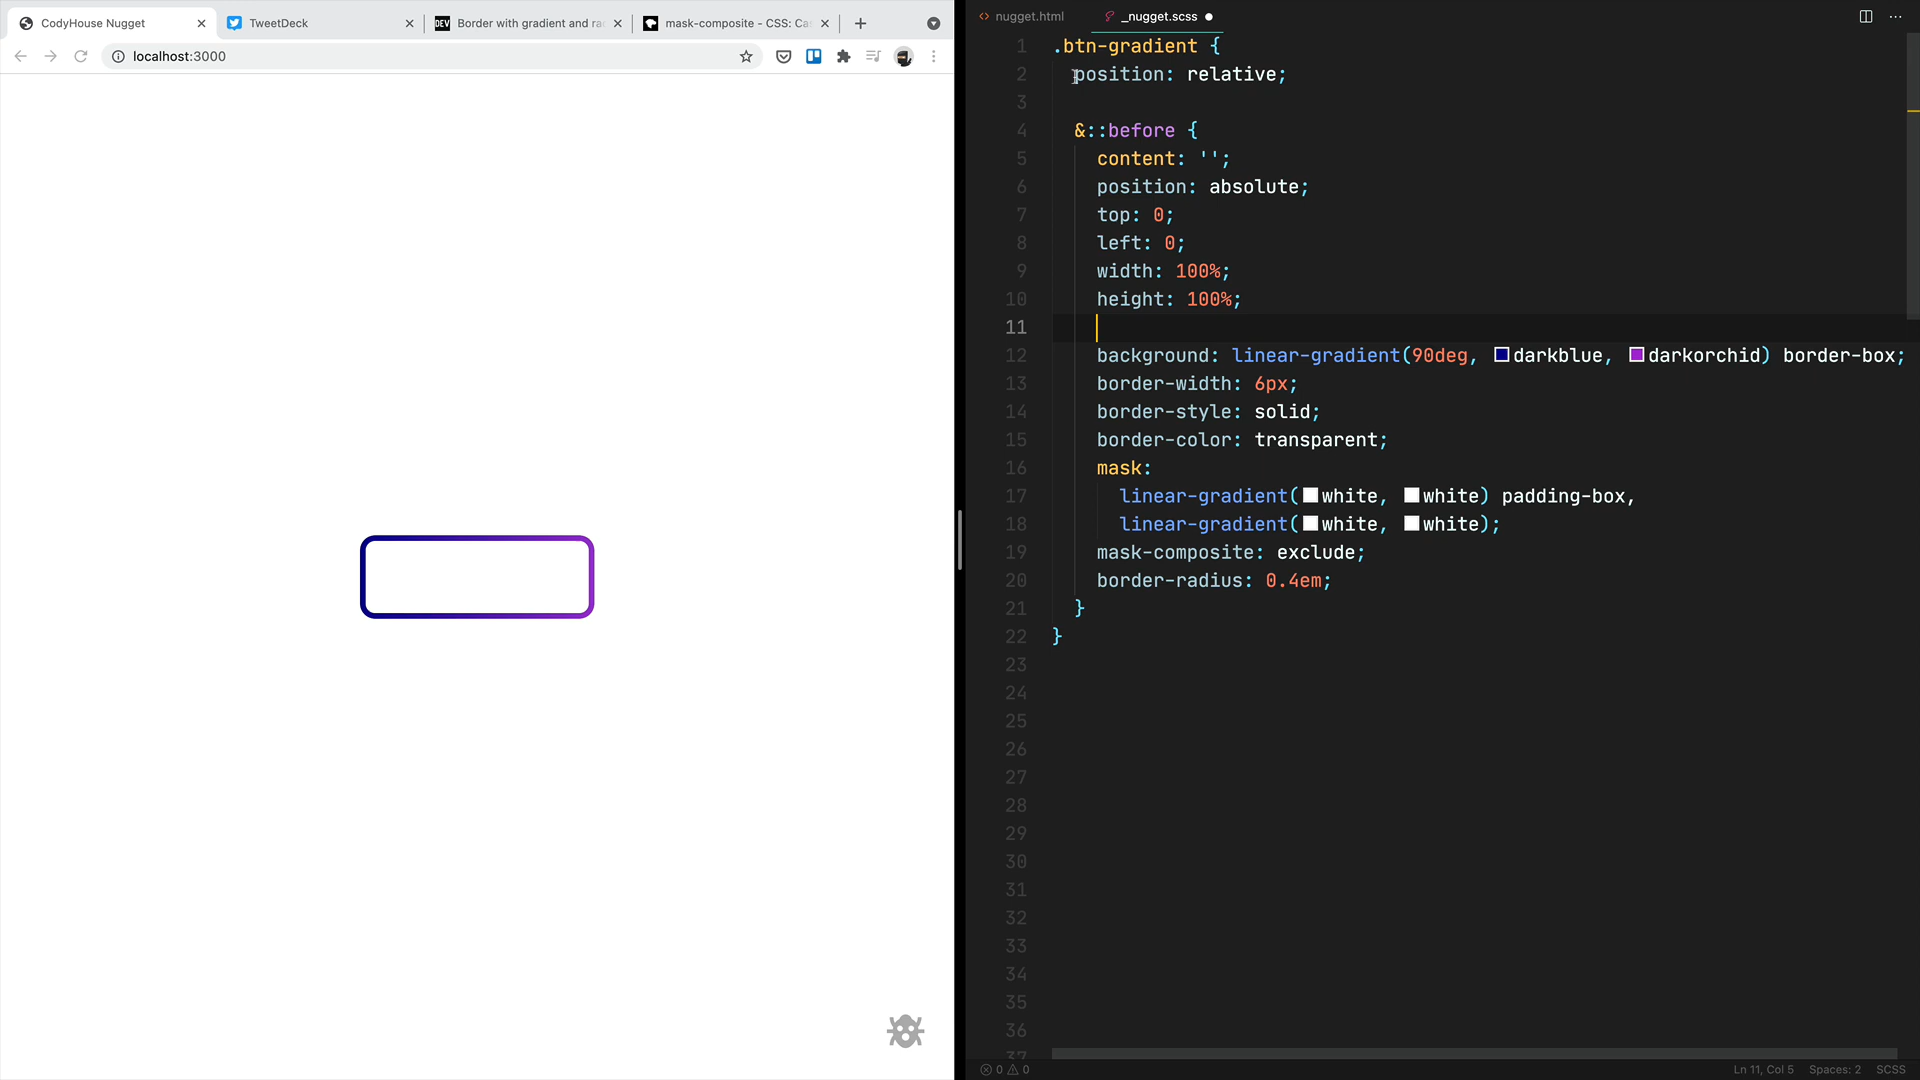 CodyHouse Nugget
TweetDeck
DEV Border with gradient and ra
mask-composite - CSS: Ca
localhost:3000
nugget.html
_nugget.scss
1 .btn-gradient {
2 position: relative;
3
4 &::before {
5 content: '';
6 position: absolute;
7 top: 0;
8 left: 0;
9 width: 100%;
10 height: 100%;
11
12 background: linear-gradient(90deg, darkblue, darkorchid) border-box;
13 border-width: 6px;
14 border-style: solid;
15 border-color: transparent;
16 mask:
17 linear-gradient(white, white) padding-box,
18 linear-gradient(white, white);
19 mask-composite: exclude;
20 border-radius: 0.4em;
21 }
22 }
23
24
25
26
27
28
29
30
31
32
33
34
35
36
37
0 0
Ln 11, Col 5
Spaces: 2
SCSS